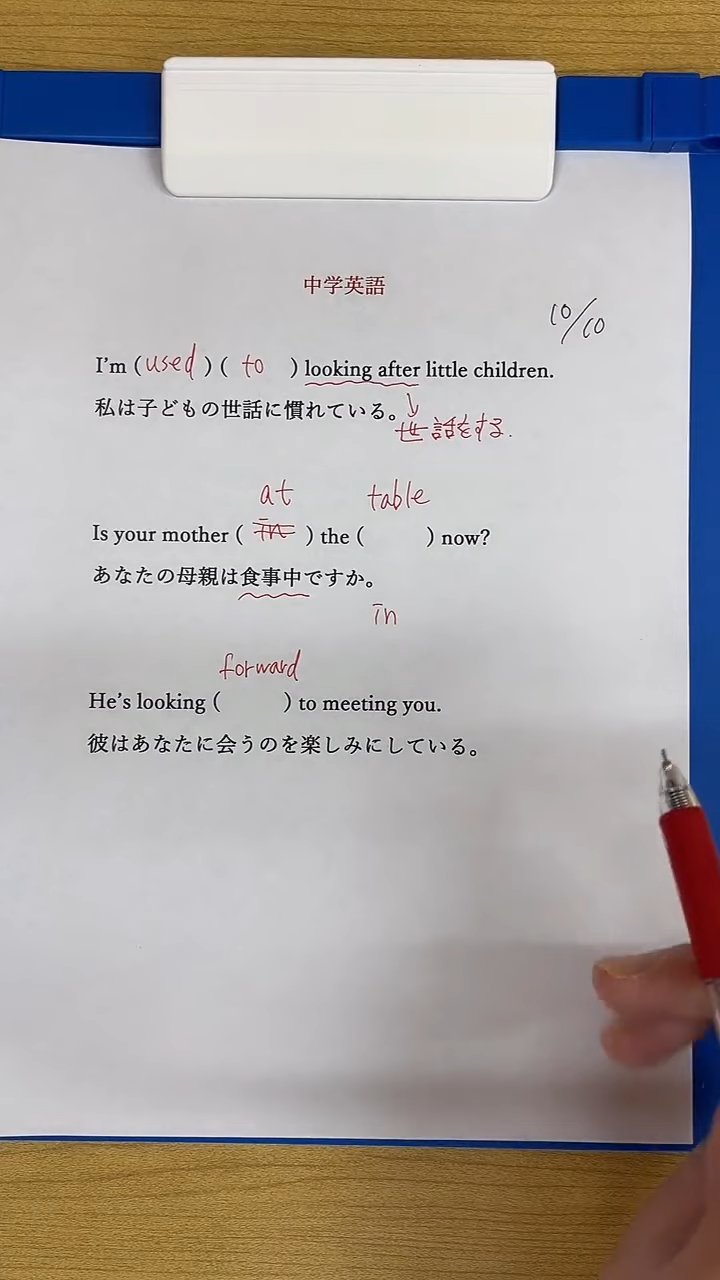 中学英語
10/10
I'm (used) ( to ) looking after little children.
私は子どもの世話に慣れている。
世話をする.
at table
Is your mother ( in ) the ( ) now?
あなたの母親は食事中ですか。
in
forward
He's looking ( ) to meeting you.
彼はあなたに会うのを楽しみにしている。